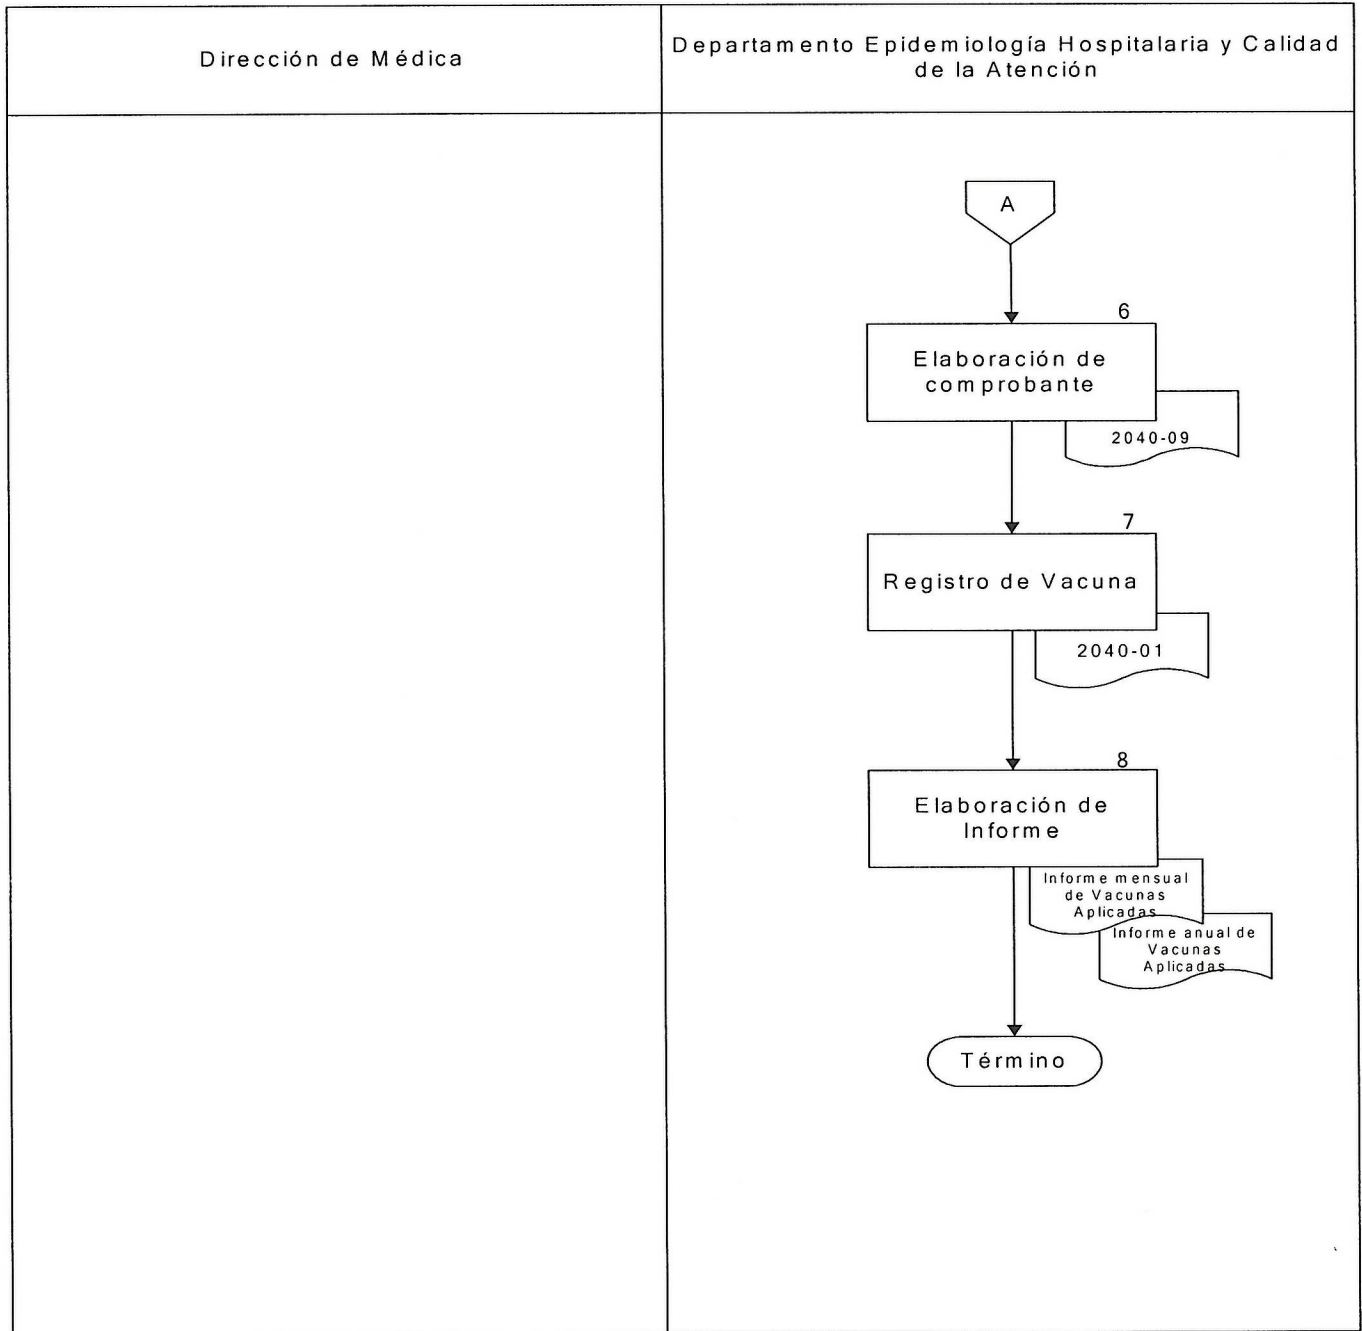 Dirección de Médica
Departamento Epidemiología Hospitalaria y Calidad
de la Atención
A
6
Elaboración de
comprobante
2040-09
7
Registro de Vacuna
2040-01
8
Elaboración de
Informe
Informe mensual
de Vacunas
Aplicadas
Informe anual de
Vacunas
Aplicadas
Término